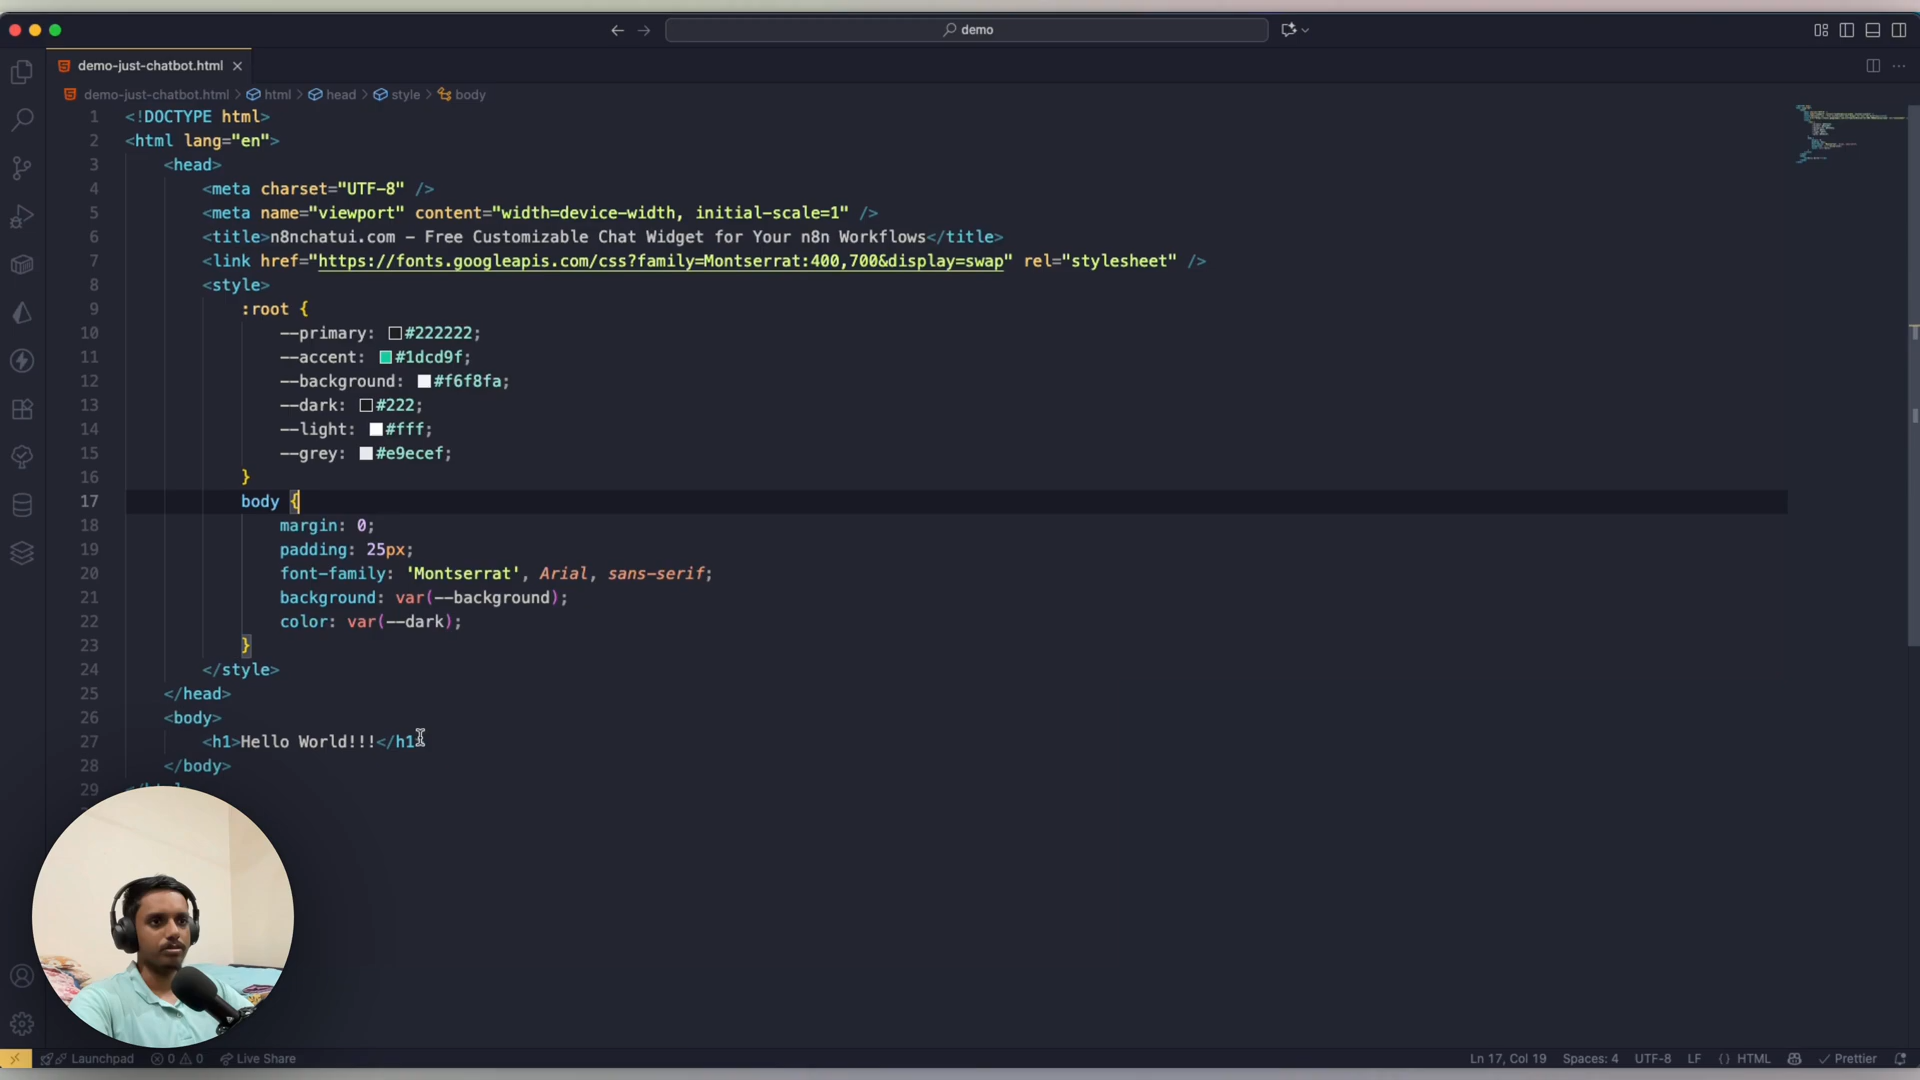 demo
demo-just-chatbot.html
demo-just-chatbot.html > html > head > style > body
1 <!DOCTYPE html>
2 <html lang="en">
3 <head>
4 <meta charset="UTF-8" />
5 <meta name="viewport" content="width=device-width, initial-scale=1" />
6 <title>n8nchatui.com – Free Customizable Chat Widget for Your n8n Workflows</title>
7 <link href="https://fonts.googleapis.com/css?family=Montserrat:400,700&display=swap" rel="stylesheet" />
8 <style>
9 :root {
10 --primary: #222222;
11 --accent: #1dcd9f;
12 --background: #f6f8fa;
13 --dark: #222;
14 --light: #fff;
15 --grey: #e9ecef;
16 }
17 body {
18 margin: 0;
19 padding: 25px;
20 font-family: 'Montserrat', Arial, sans-serif;
21 background: var(--background);
22 color: var(--dark);
23 }
24 </style>
25 </head>
26 <body>
27 <h1>Hello World!!!</h1>
28 </body>
29
Launchpad 0 0 Live Share Ln 17, Col 19 Spaces: 4 UTF-8 LF {} HTML Prettier